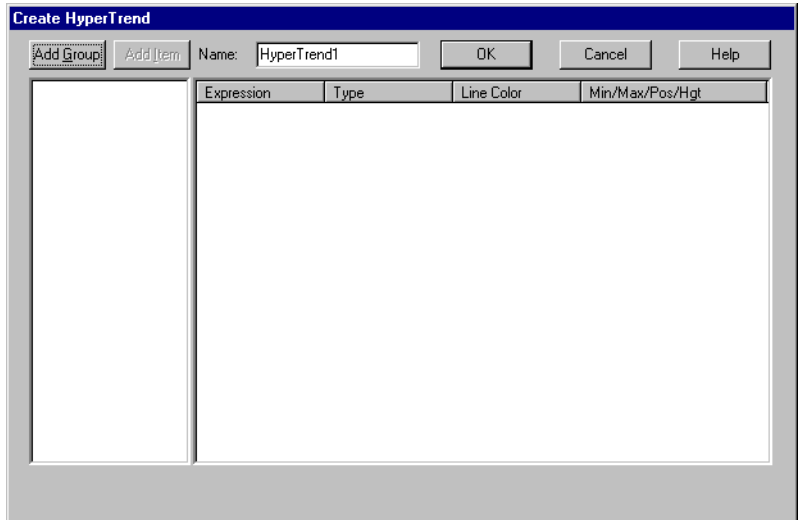 Create HyperTrend
Add Group Add Item Name: HyperTrend1 OK Cancel Help
Expression Type Line Color Min/Max/Pos/Hgt